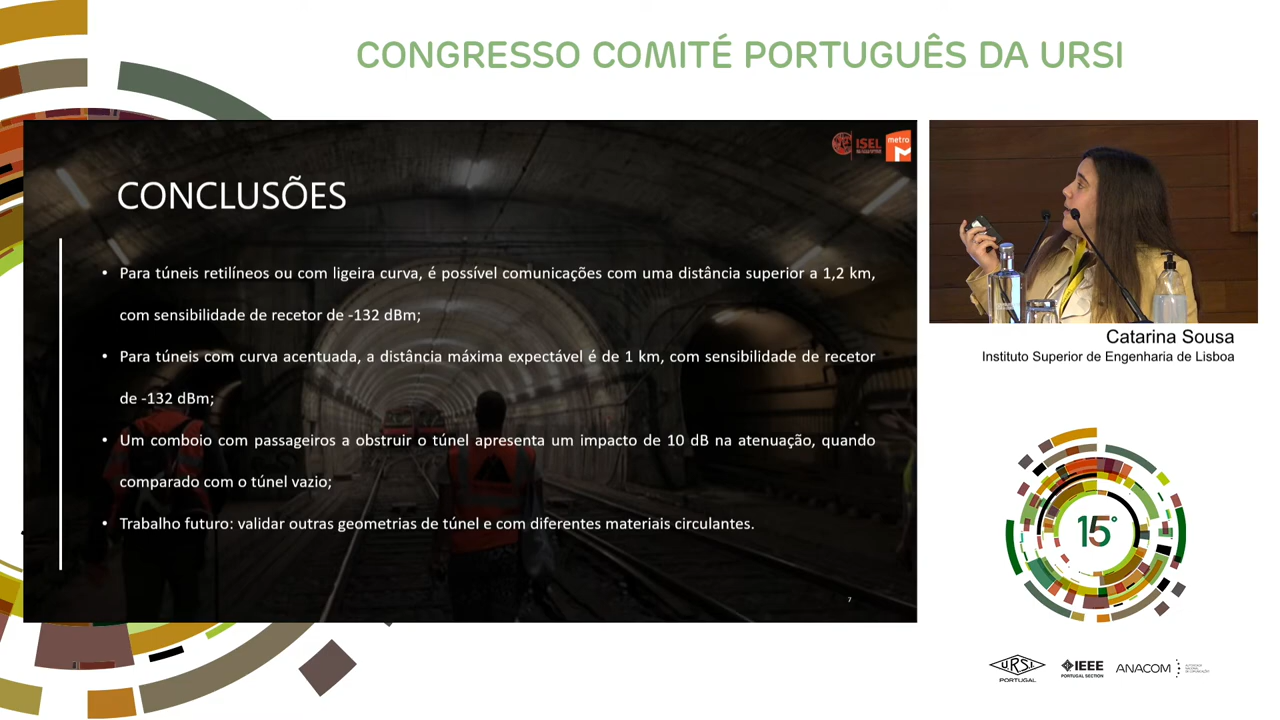 CONGRESSO COMITÉ PORTUGUÊS DA URSI
ISEL
metro
CONCLUSÕES
• Para túneis retilíneos ou com ligeira curva, é possível comunicações com uma distância superior a 1,2 km,
com sensibilidade de recetor de -132 dBm;
• Para túneis com curva acentuada, a distância máxima expectável é de 1 km, com sensibilidade de recetor
de -132 dBm;
• Um comboio com passageiros a obstruir o túnel apresenta um impacto de 10 dB na atenuação, quando
comparado com o túnel vazio;
• Trabalho futuro: validar outras geometrias de túnel e com diferentes materiais circulantes.
7
Catarina Sousa
Instituto Superior de Engenharia de Lisboa
15°
URSI
PORTUGAL
IEEE
PORTUGAL SECTION
ANACOM